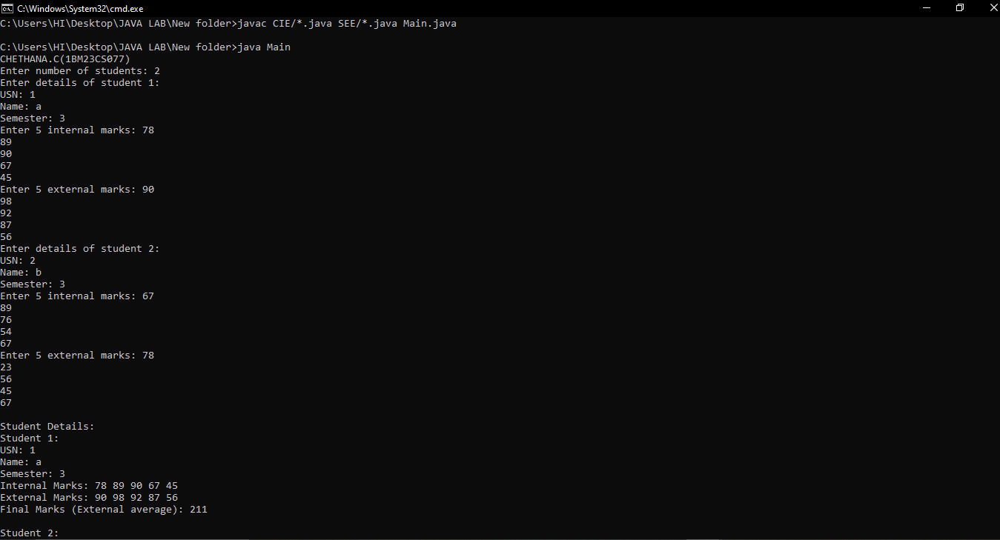 C:\Windows\System32\cmd.exe
C:\Users\HI\Desktop\JAVA LAB\New folder>javac CIE/*.java SEE/*.java Main.java
C:\Users\HI\Desktop\JAVA LAB\New folder>java Main
CHETHANA.C(1BM23CS077)
Enter number of students: 2
Enter details of student 1:
USN: 1
Name: a
Semester: 3
Enter 5 internal marks: 78
89
90
67
45
Enter 5 external marks: 90
98
92
87
56
Enter details of student 2:
USN: 2
Name: b
Semester: 3
Enter 5 internal marks: 67
89
76
54
67
Enter 5 external marks: 78
23
56
45
67
Student Details:
Student 1:
USN: 1
Name: a
Semester: 3
Internal Marks: 78 89 90 67 45
External Marks: 90 98 92 87 56
Final Marks (External average): 211
Student 2: